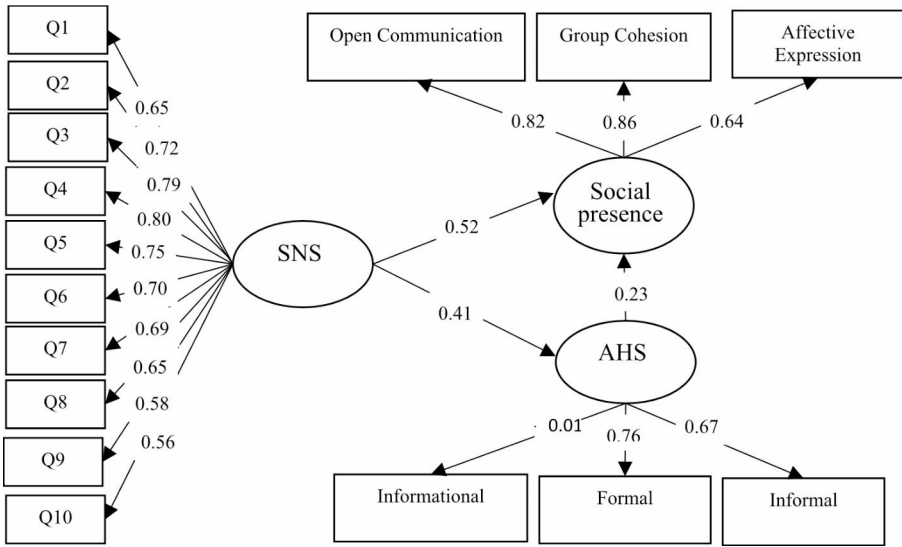 Q1
Q2
Q3
Q4
Q5
Q6
Q7
Q8
Q9
Q10
0.65
0.72
0.79
0.80
0.75
0.70
0.69
0.65
0.58
0.56
SNS
0.52
0.41
Open Communication
Group Cohesion
Affective
Expression
0.82
0.86
0.64
Social
presence
0.23
AHS
0.01
0.76
0.67
Informational
Formal
Informal